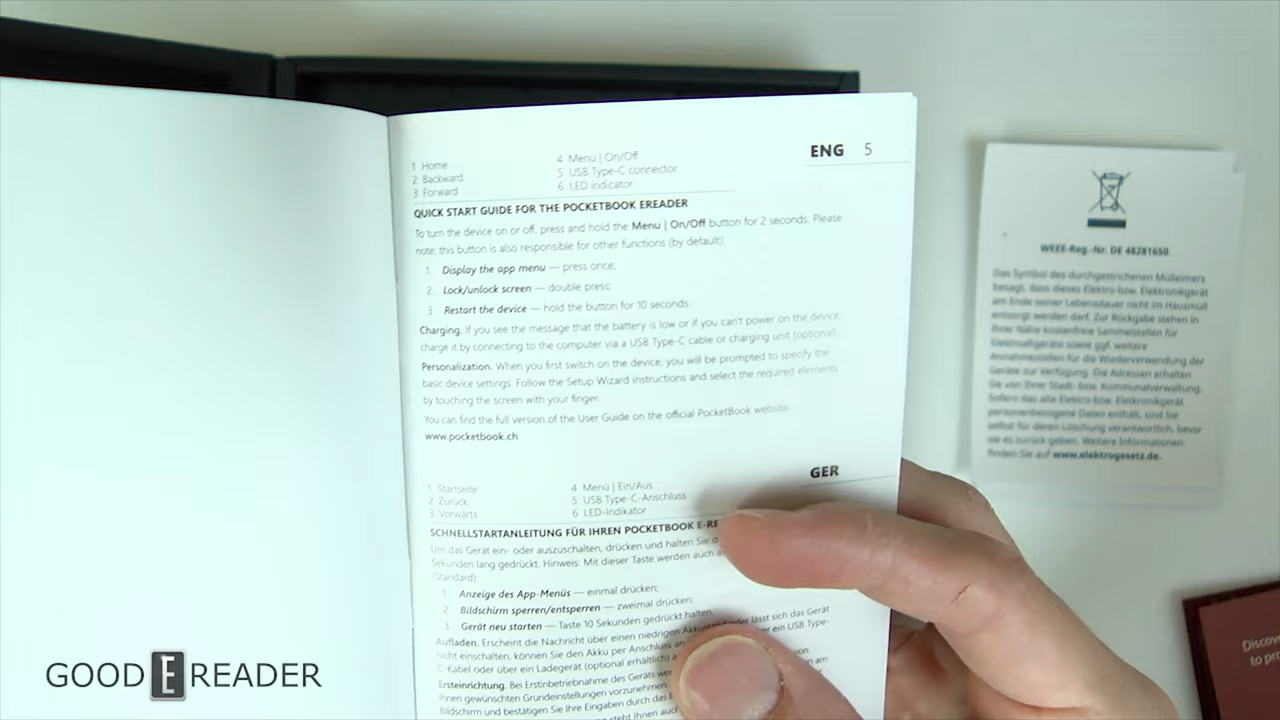 ENG 5
1 Home
2 Backward
3 Forward
4 Menu | On/Off
5 USB Type-C connector
6 LED indicator
QUICK START GUIDE FOR THE POCKETBOOK EREADER
To turn the device on or off, press and hold the Menu | On/Off button for 2 seconds. Please
note: this button is also responsible for other functions (by default):
1. Display the app menu — press once;
2. Lock/unlock screen — double press;
3. Restart the device — hold the button for 10 seconds.
Charging. If you see the message that the battery is low or if you can't power on the device,
charge it by connecting to the computer via a USB Type-C cable or charging unit (optional).
Personalization. When you first switch on the device, you will be prompted to specify the
basic device settings. Follow the Setup Wizard instructions and select the required elements
by touching the screen with your finger.
You can find the full version of the User Guide on the official PocketBook website
www.pocketbook.ch
GER
1 Startseite
2 Zurück
3 Vorwärts
4 Menü | Ein/Aus
5 USB Type-C-Anschluss
6 LED-Indikator
SCHNELLSTARTANLEITUNG FÜR IHREN POCKETBOOK E-RE
Um das Gerät ein- oder auszuschalten, drücken und halten Sie
Sekunden lang gedrückt. Hinweis: Mit dieser Taste werden auch
(Standard):
1. Anzeige des App-Menüs — einmal drücken;
2. Bildschirm sperren/entsperren — zweimal drücken;
3. Gerät neu starten — Taste 10 Sekunden gedrückt halten.
Aufladen. Erscheint die Nachricht über einen niedrigen oder lässt sich das Gerät
nicht einschalten, können Sie den Akku per Anschluss ein USB Type-
C-Kabel oder über ein Ladegerät (optional erhältlich)
Ersteinrichtung. Bei Erstinbetriebnahme des Geräts von
Ihnen gewünschten Grundeinstellungen vorzunehmen. am
Bildschirm und bestätigen Sie Ihre Eingaben durch das
steht Ihnen auch
WEEE-Reg.-Nr. DE 48281650
Das Symbol des durchgestrichenen Mülleimers
besagt, dass dieses Elektro-bzw. Elektronikgerät
am Ende seiner Lebensdauer nicht im Hausmüll
entsorgt werden darf. Zur Rückgabe stehen in
Ihrer Nähe kostenfreie Sammelstellen für
Elektroaltgeräte sowie ggf. weitere
Annahmestellen für die Wiederverwendung der
Geräte zur Verfügung. Die Adressen erhalten
Sie von Ihrer Stadt-bzw. Kommunalverwaltung.
Sofern das alte Elektro-bzw. Elektronikgerät
personenbezogene Daten enthält, sind Sie
selbst für deren Löschung verantwortlich, bevor
sie es zurück geben. Weitere Informationen
finden Sie auf www.elektrogesetz.de.
Discov
to pr
GOOD E READER